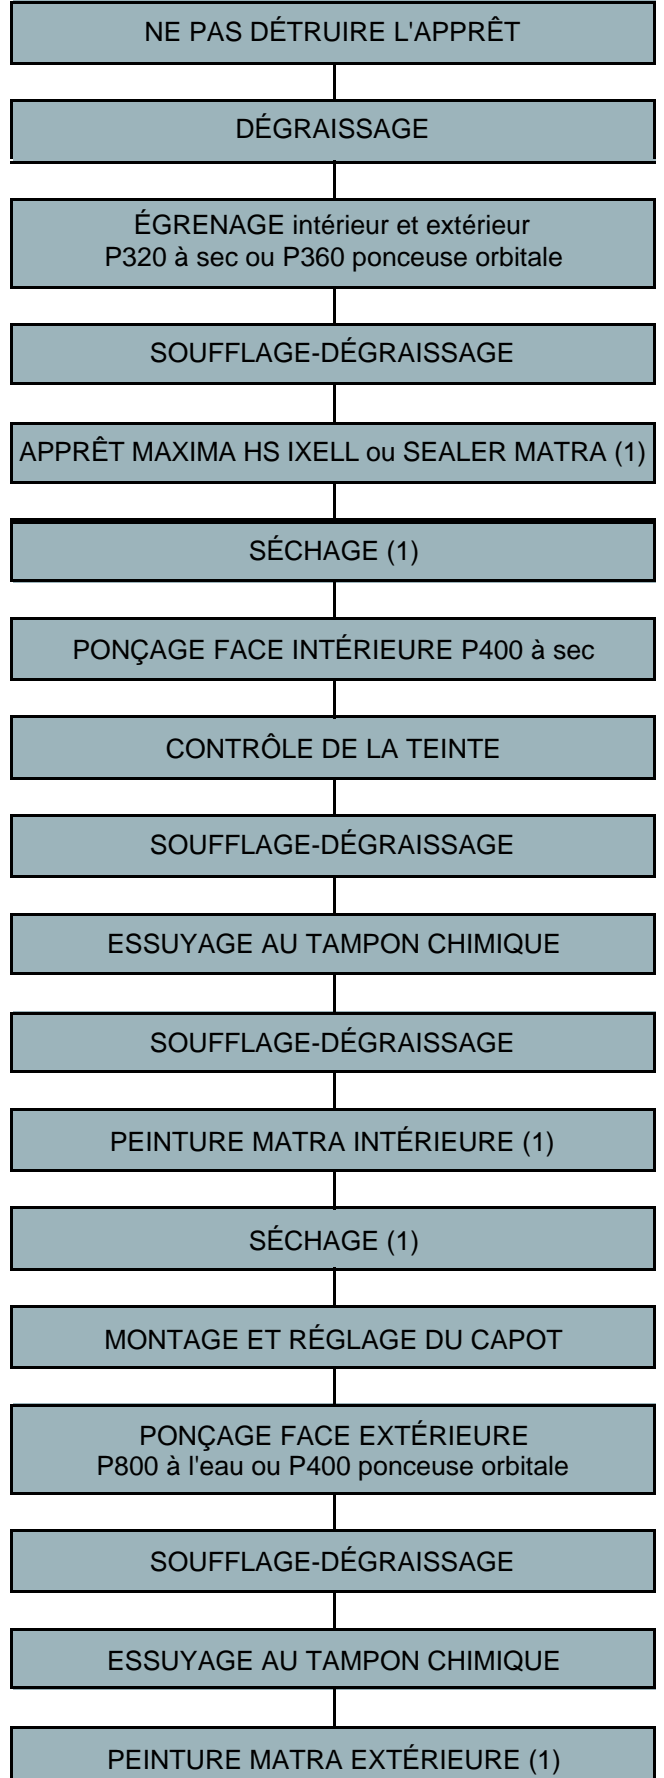 NE PAS DÉTRUIRE L'APPRÊT
DÉGRAISSAGE
ÉGRENAGE intérieur et extérieur
P320 à sec ou P360 ponceuse orbitale
SOUFFLAGE-DÉGRAISSAGE
APPRÊT MAXIMA HS IXELL ou SEALER MATRA (1)
SÉCHAGE (1)
PONÇAGE FACE INTÉRIEURE P400 à sec
CONTRÔLE DE LA TEINTE
SOUFFLAGE-DÉGRAISSAGE
ESSUYAGE AU TAMPON CHIMIQUE
SOUFFLAGE-DÉGRAISSAGE
PEINTURE MATRA INTÉRIEURE (1)
SÉCHAGE (1)
MONTAGE ET RÉGLAGE DU CAPOT
PONÇAGE FACE EXTÉRIEURE
P800 à l'eau ou P400 ponceuse orbitale
SOUFFLAGE-DÉGRAISSAGE
ESSUYAGE AU TAMPON CHIMIQUE
PEINTURE MATRA EXTÉRIEURE (1)